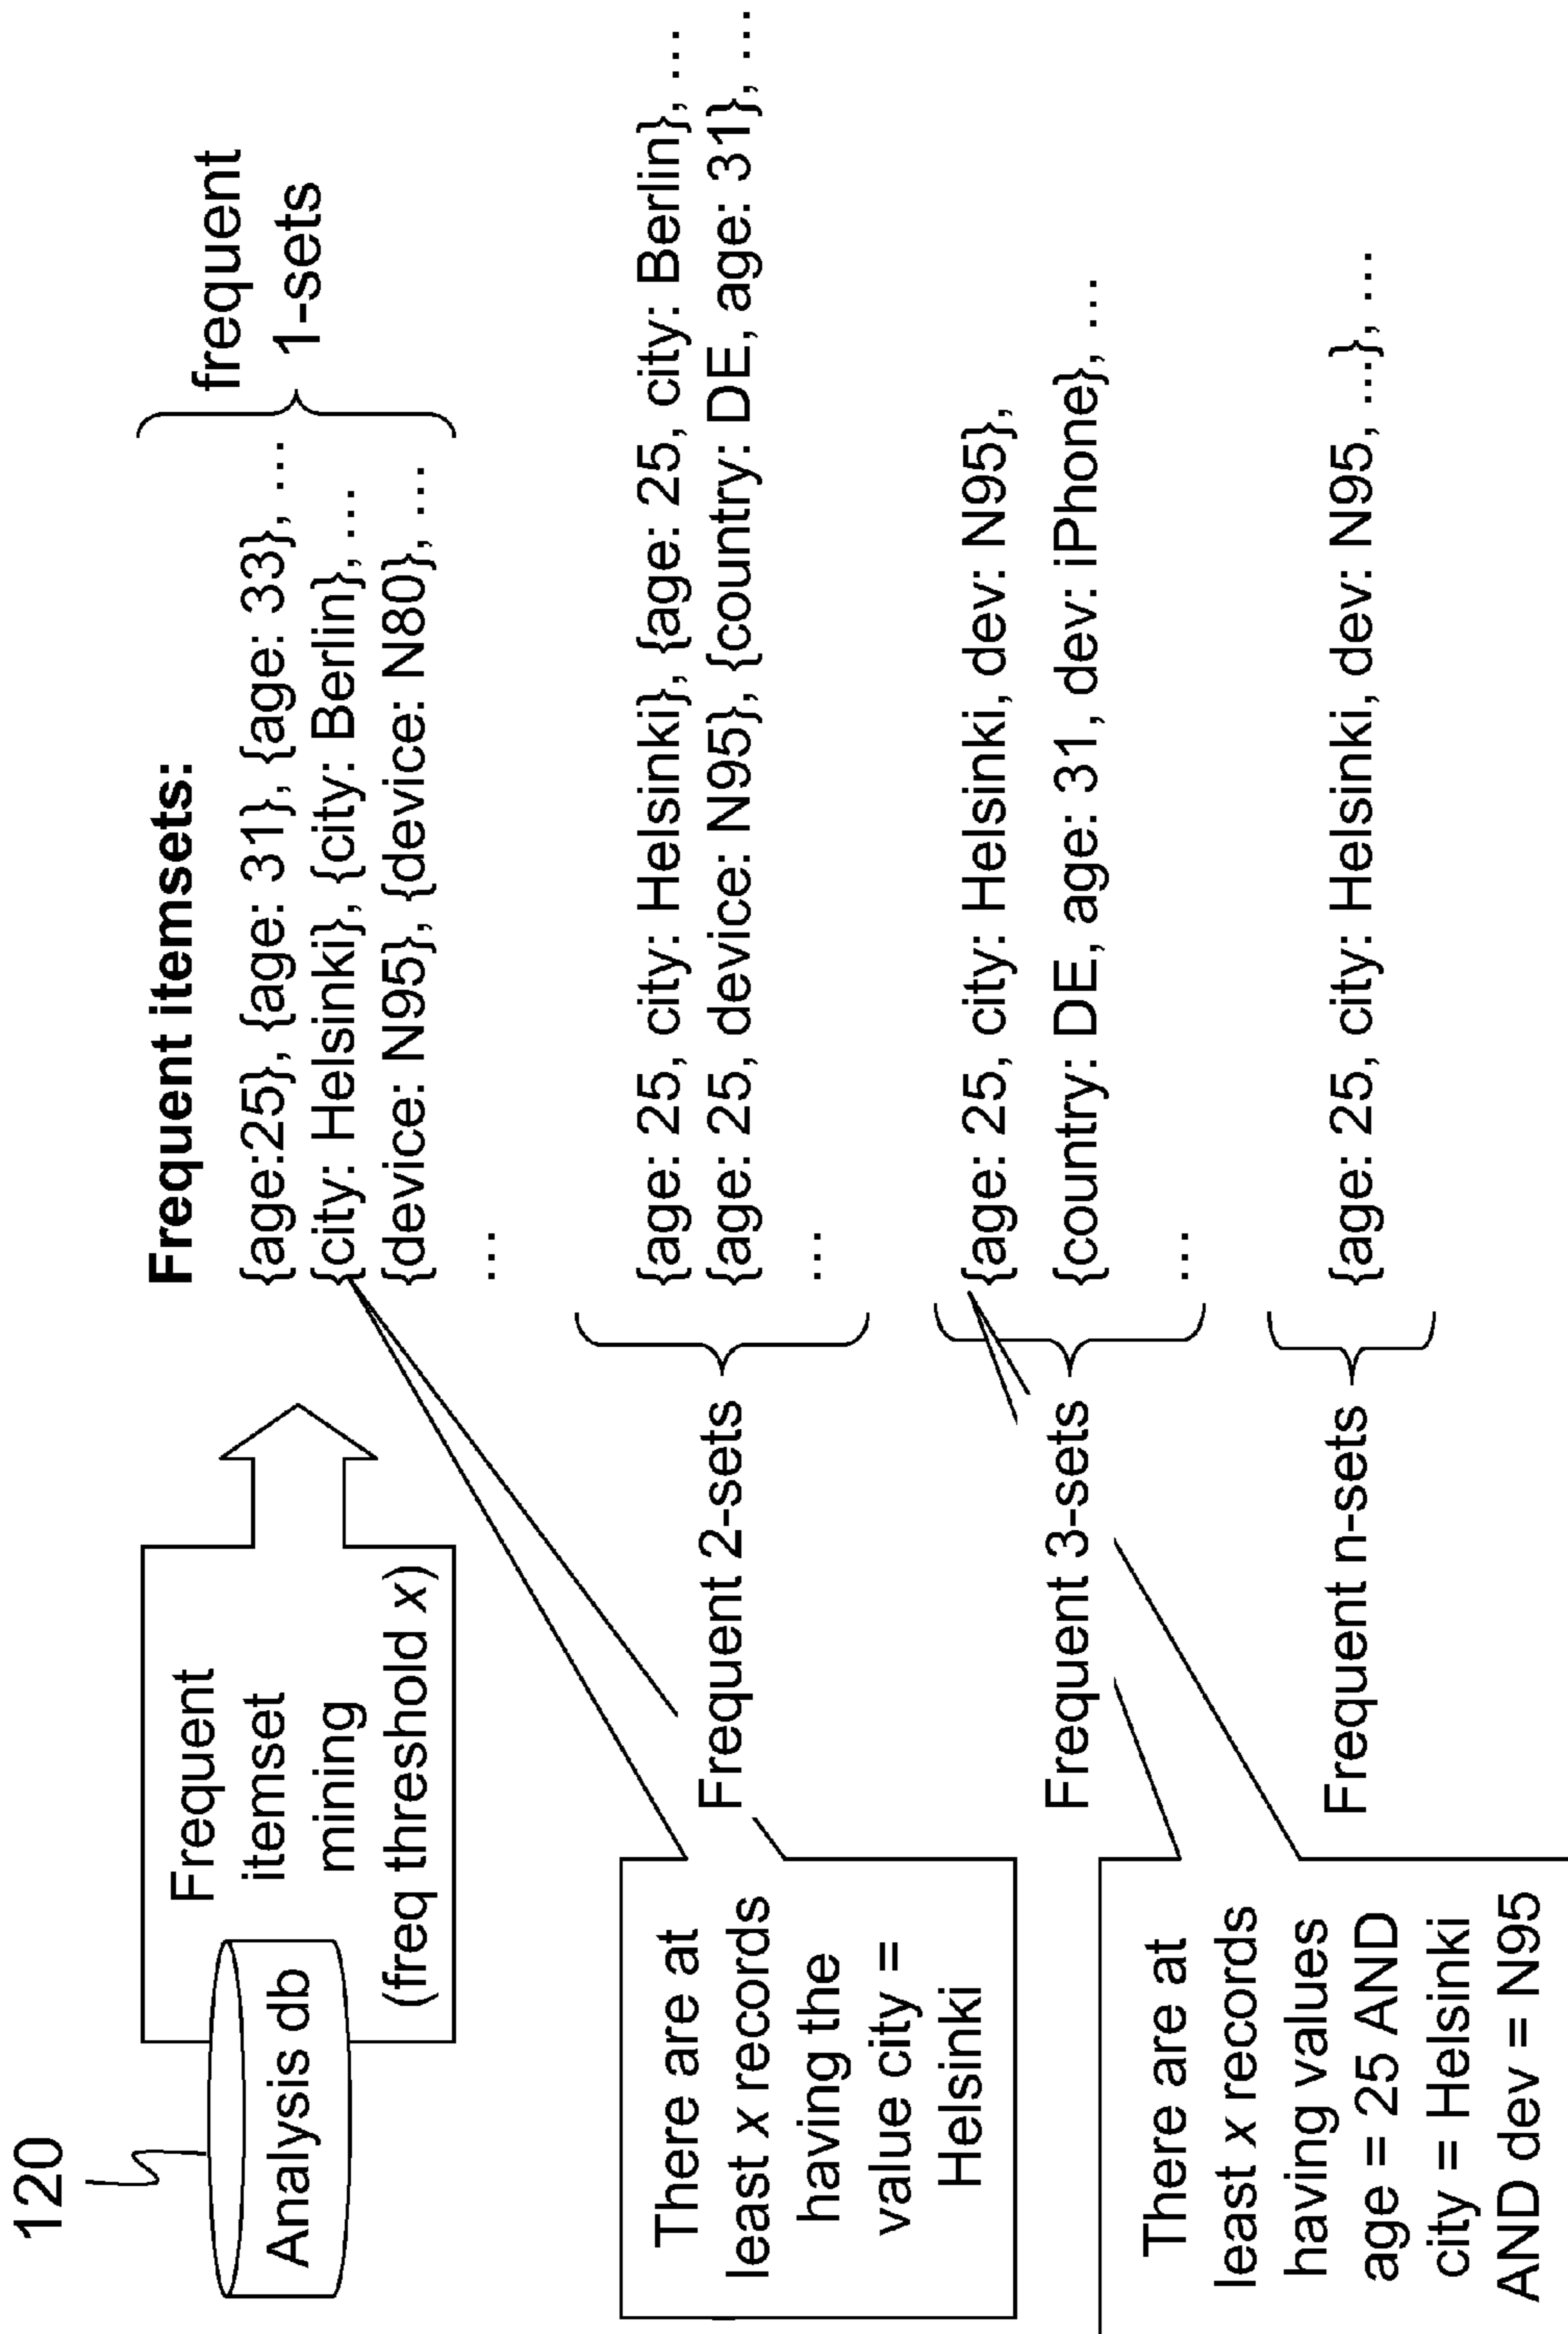 120
Analysis db
Frequent
itemset
mining
(freq threshold x)
Frequent itemsets:
{age:25}, {age: 31}, {age: 33}, ...
{city: Helsinki}, {city: Berlin}, ...
{device: N95}, {device: N80}, ...
...
frequent
1-sets
There are at
least x records
having the
value city =
Helsinki
Frequent 2-sets
{age: 25, city: Helsinki}, {age: 25, city: Berlin}, ...
{age: 25, device: N95}, {country: DE, age: 31}, ...
...
Frequent 3-sets
{age: 25, city: Helsinki, dev: N95},
{country: DE, age: 31, dev: iPhone}, ...
...
There are at
least x records
having values
age = 25 AND
city = Helsinki
AND dev = N95
Frequent n-sets
{age: 25, city: Helsinki, dev: N95, ...}, ...